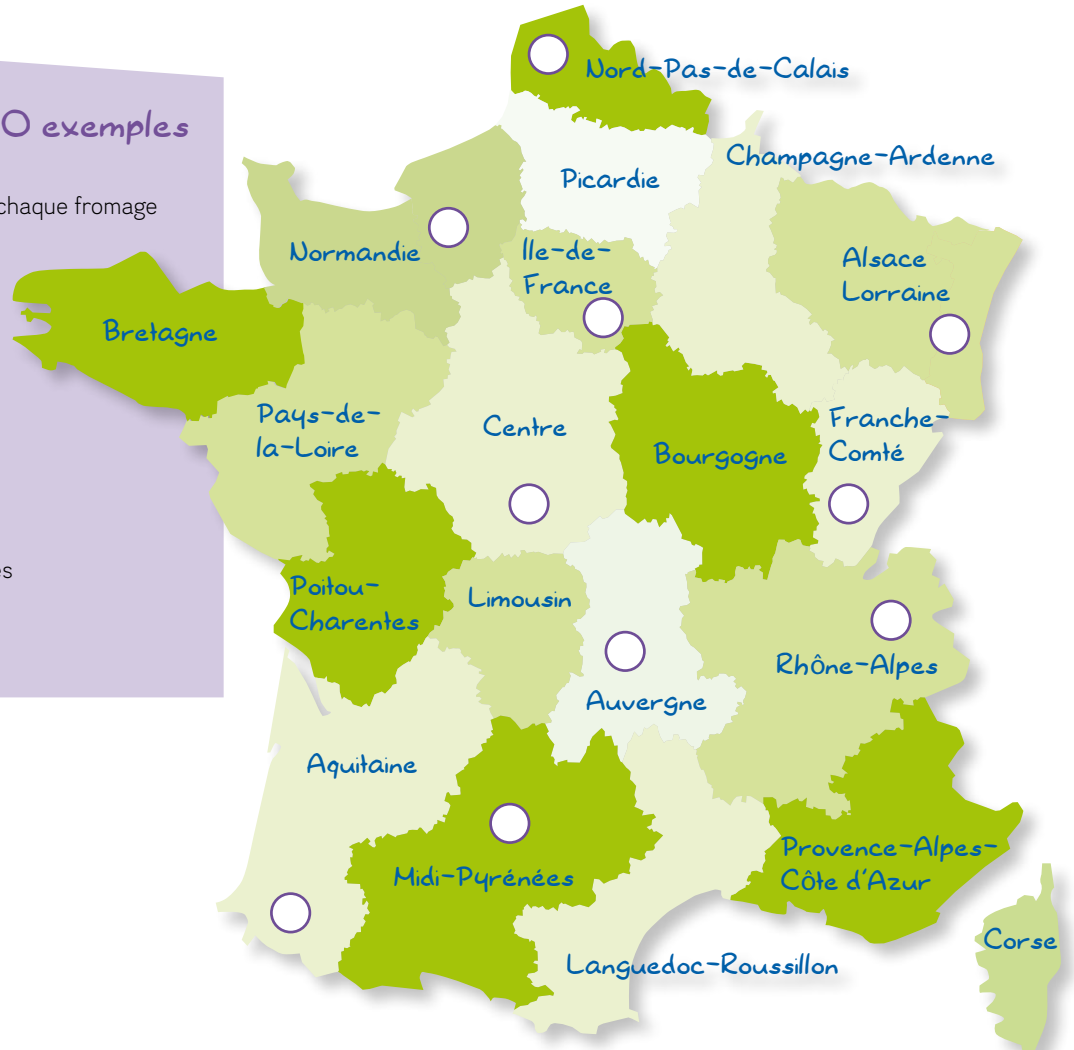 O exemples
chaque fromage
Nord-Pas-de-Calais
Champagne-Ardenne
Picardie
Normandie
Ile-de-
France
Alsace
Lorraine
Bretagne
Pays-de-
la-Loire
Centre
Bourgogne
Franche-
Comté
Poitou-
Charentes
Limousin
Rhône-Alpes
Auvergne
Aquitaine
Midi-Pyrénées
Provence-Alpes-
Côte d'Azur
Languedoc-Roussillon
Corse